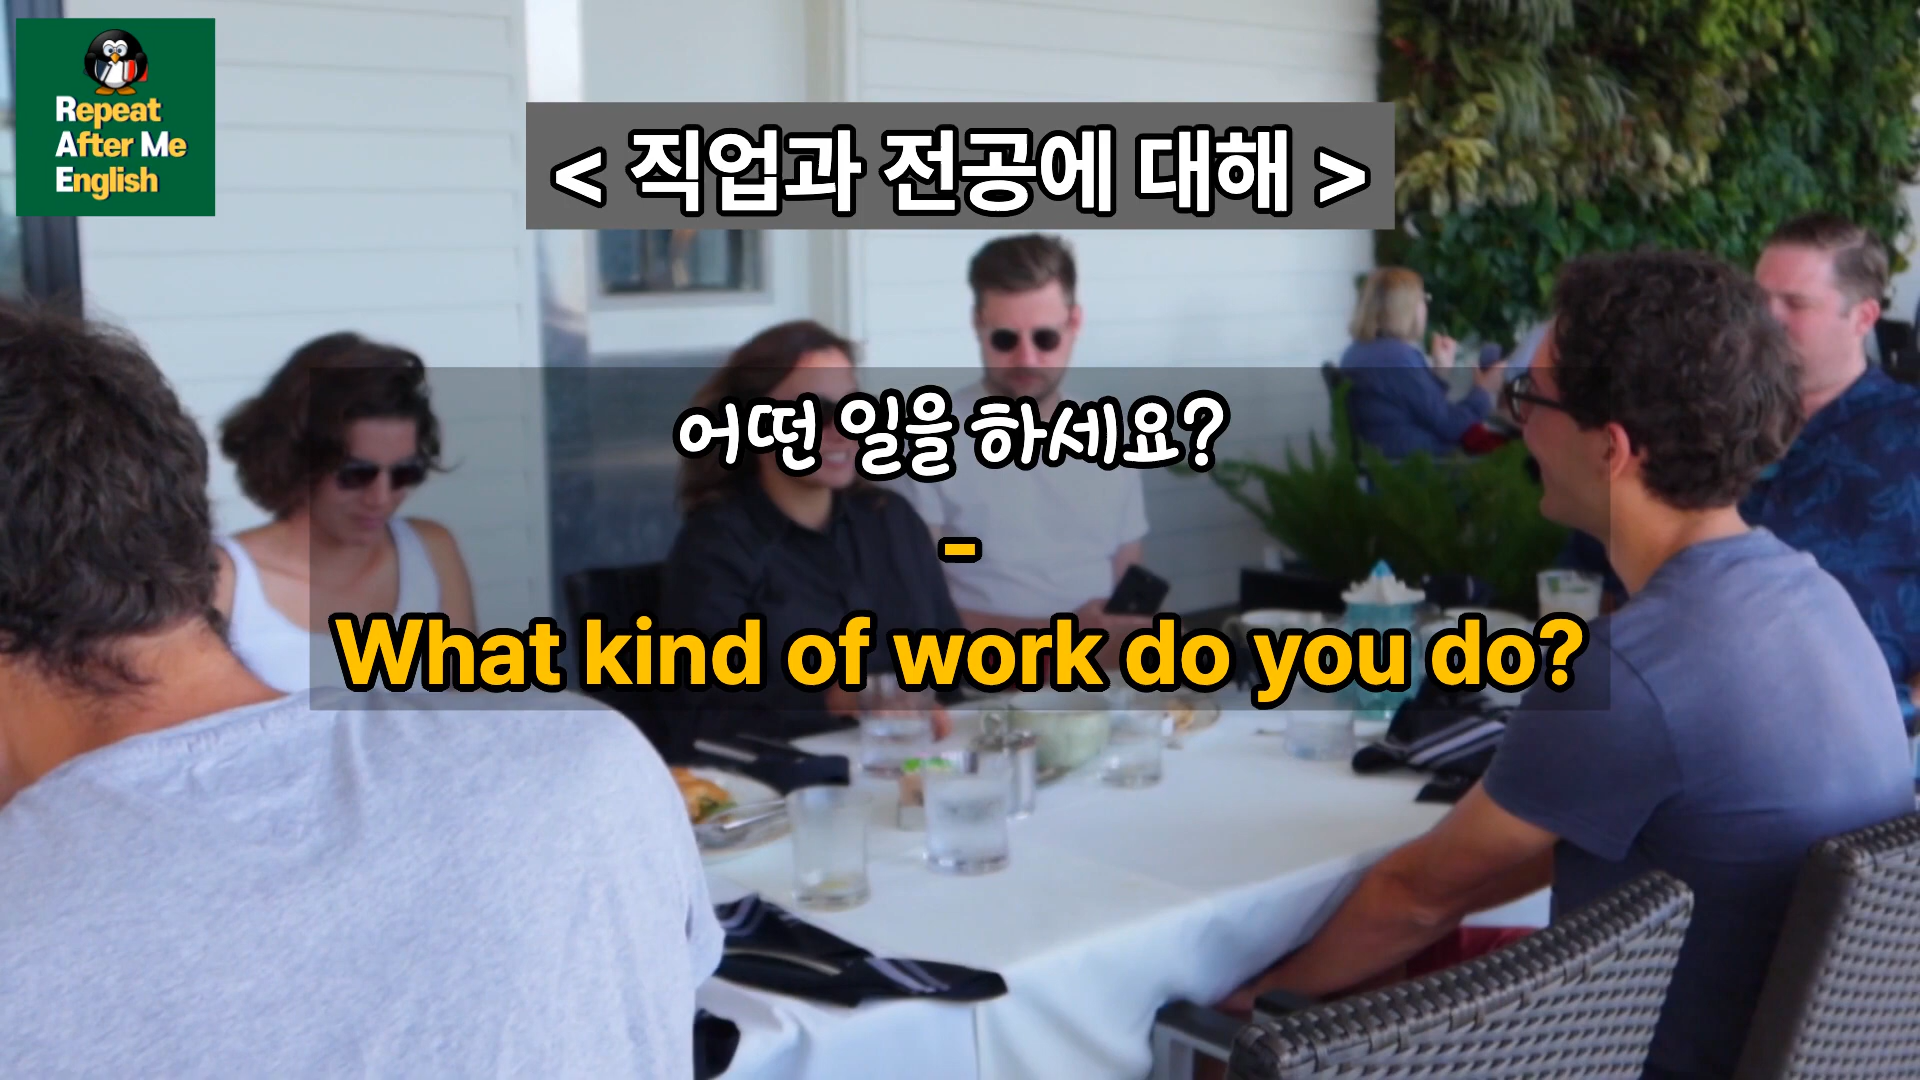 Repeat
After Me
English
< 직업과 전공에 대해 >
어떤 일을 하세요?
-
What kind of work do you do?